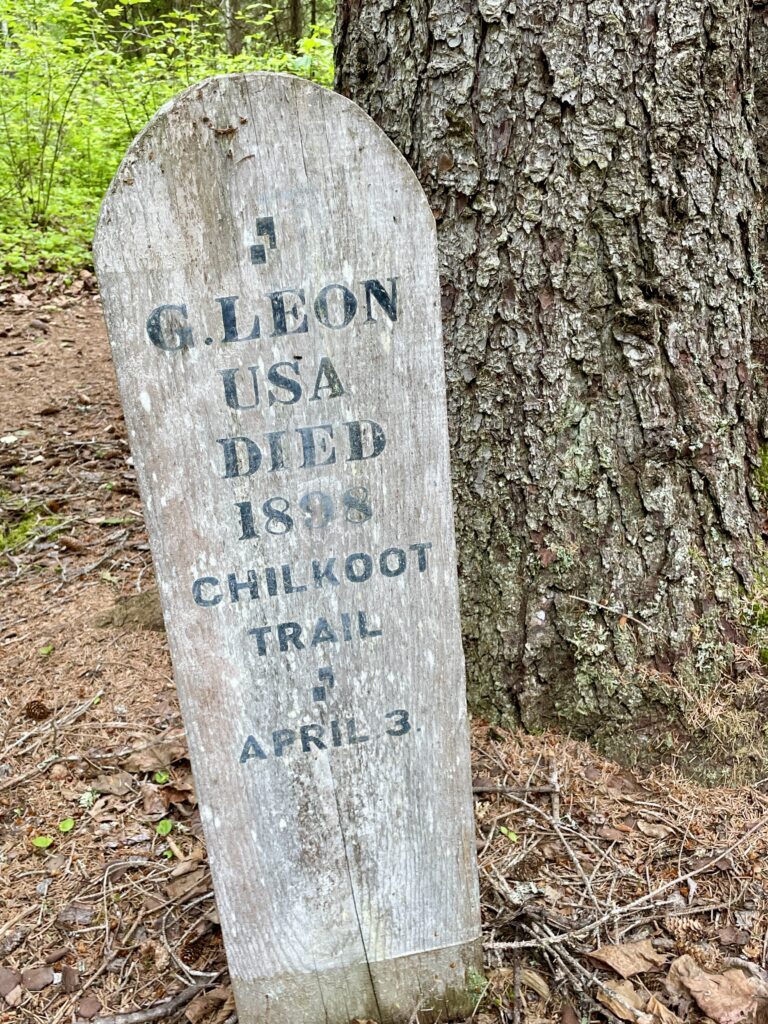 G. LEON
USA
DIED
1898
CHILKOOT
TRAIL
APRIL 3.